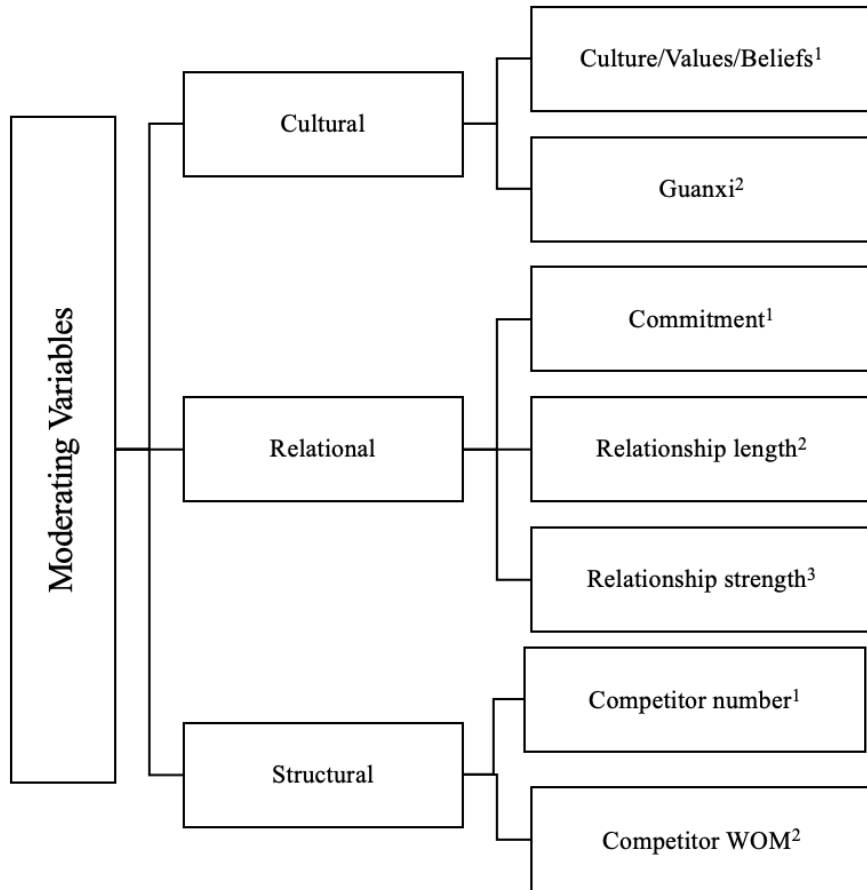 Moderating Variables
Cultural
Culture/Values/Beliefs¹
Guanxi²
Relational
Commitment¹
Relationship length²
Relationship strength³
Structural
Competitor number¹
Competitor WOM²